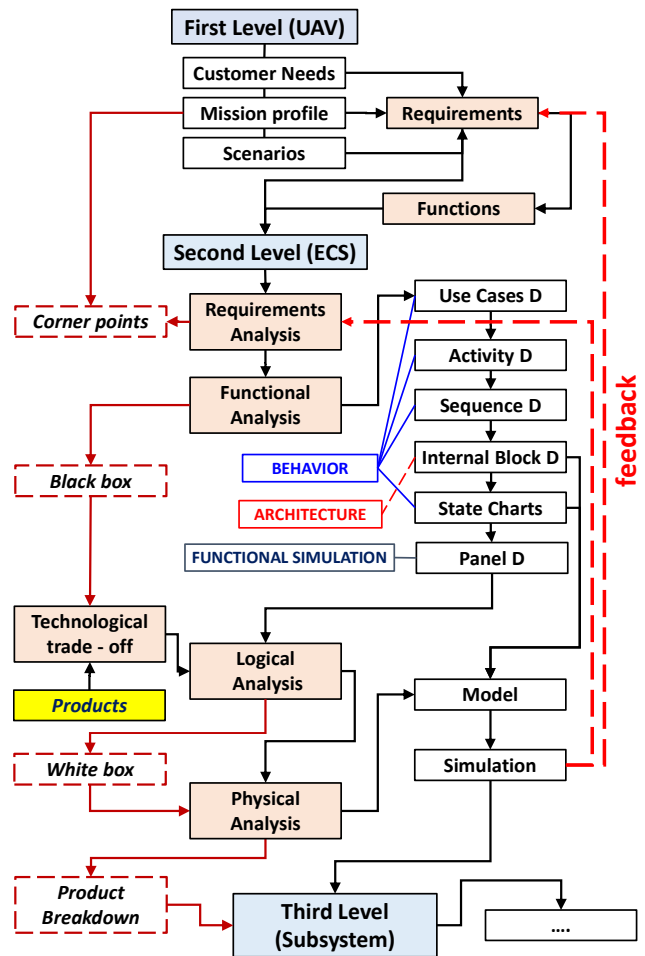 First Level (UAV)
Customer Needs
Mission profile
Requirements
Scenarios
Functions
Second Level (ECS)
Use Cases D
Corner points
Requirements
Analysis
Activity D
Functional
Analysis
Sequence D
feedback
BEHAVIOR
Internal Block D
Black box
ARCHITECTURE
State Charts
FUNCTIONAL SIMULATION
Panel D
Technological
trade - off
Logical
Analysis
Products
Model
White box
Simulation
Physical
Analysis
Product
Breakdown
Third Level
(Subsystem)
....